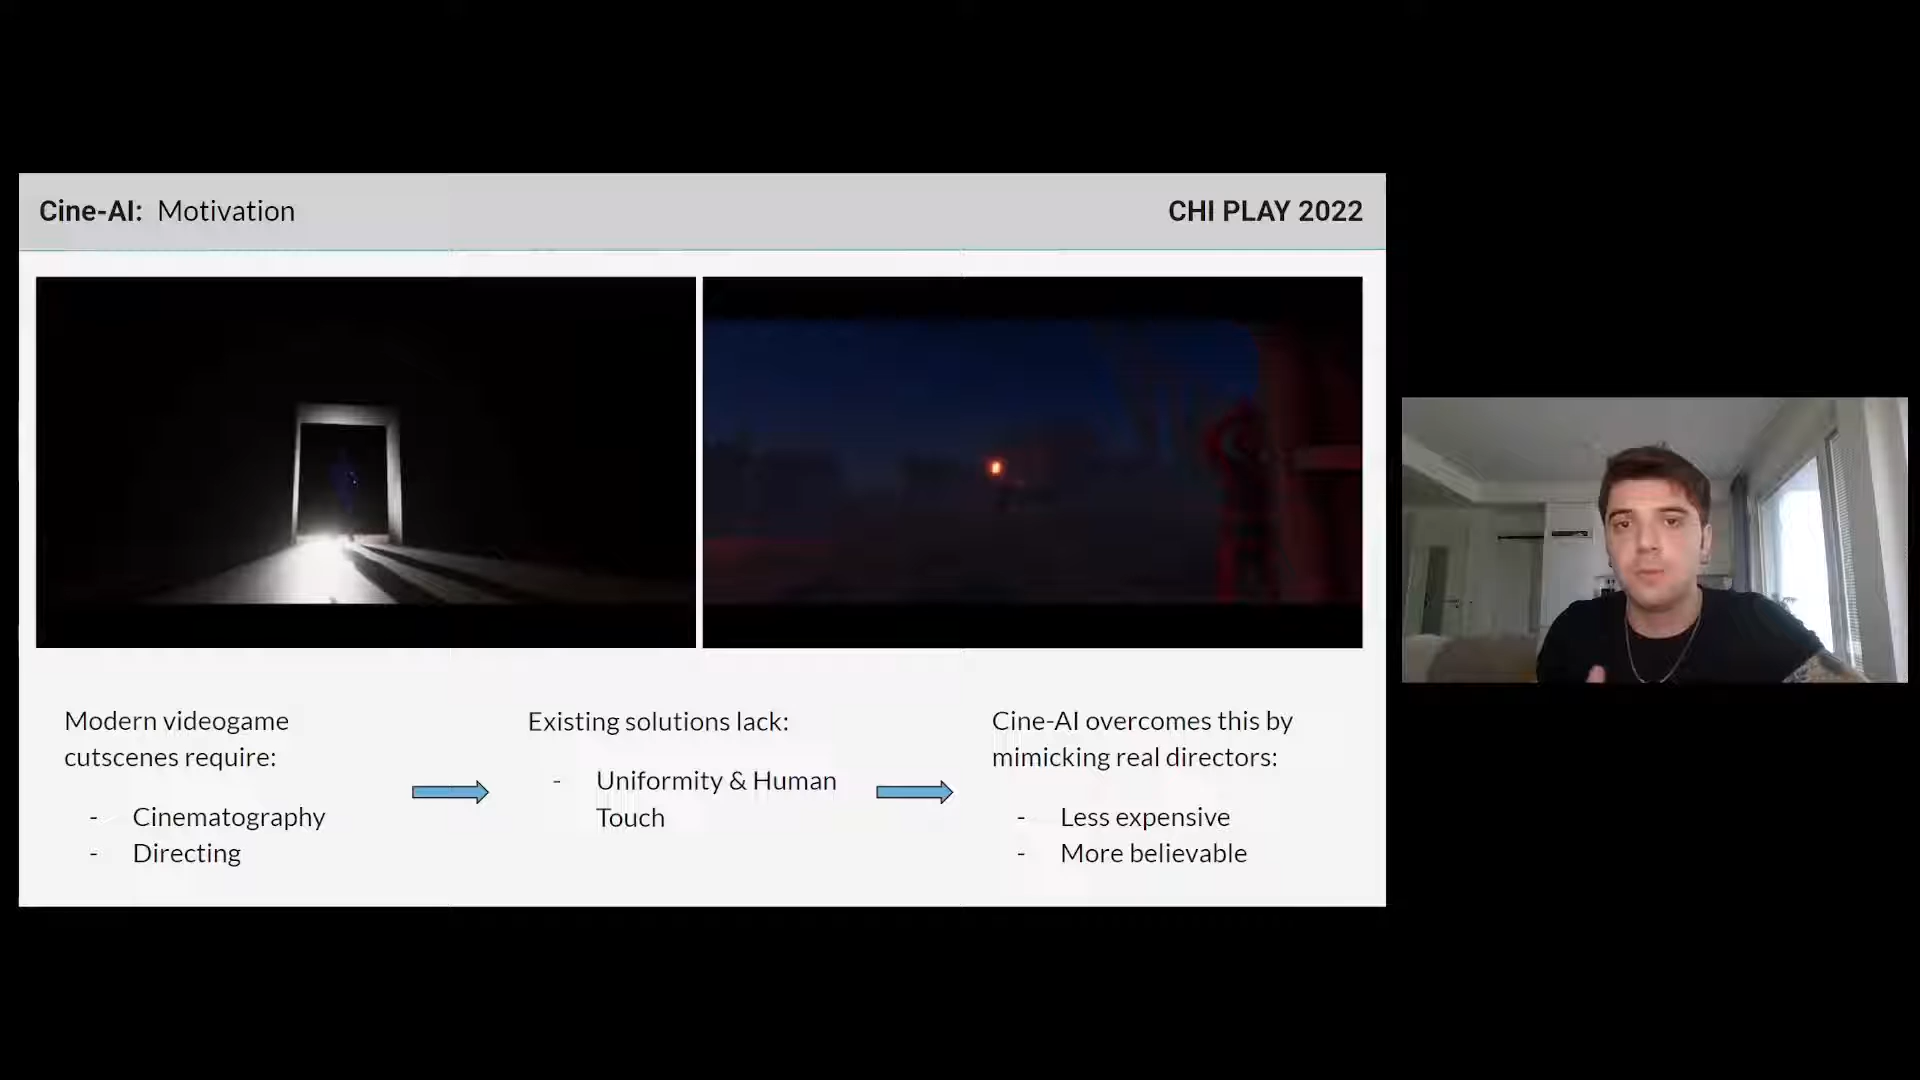 Cine-AI: Motivation
CHI PLAY 2022
Modern videogame
cutscenes require:
- Cinematography
- Directing
Existing solutions lack:
- Uniformity & Human
Touch
Cine-AI overcomes this by
mimicking real directors:
- Less expensive
- More believable